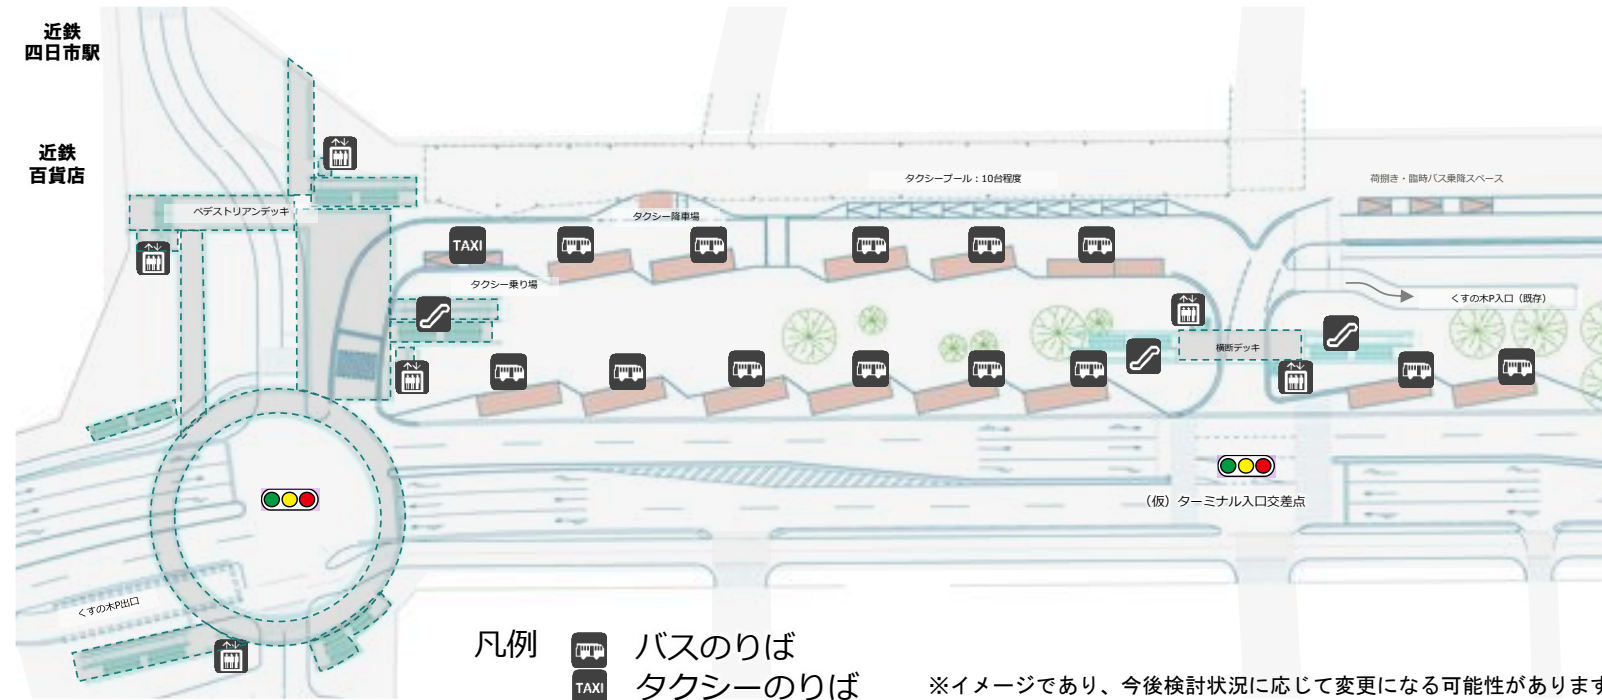 近鉄
四日市駅
近鉄
百貨店
ペデストリアンデッキ
タクシープール：10台程度
荷捌き・臨時バス乗降スペース
タクシー降車場
TAXI
タクシー乗り場
くすの木P入口（既存）
横断デッキ
（仮）ターミナル入口交差点
くすの木P出口
凡例
バスのりば
TAXI
タクシーのりば
※イメージであり、今後検討状況に応じて変更になる可能性があります